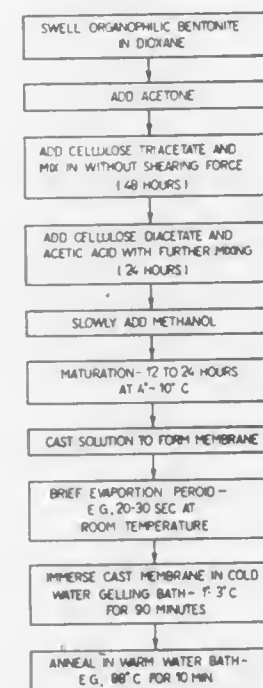 SWELL ORGANOPHILIC BENTONITE
IN DIOXANE
ADD ACETONE
ADD CELLULOSE TRIACETATE AND
MIX IN WITHOUT SHEARING FORCE
(48 HOURS)
ADD CELLULOSE DIACETATE AND
ACETIC ACID WITH FURTHER MIXING
(24 HOURS)
SLOWLY ADD METHANOL
MATURATION - 12 TO 24 HOURS
AT 4°- 10° C
CAST SOLUTION TO FORM MEMBRANE
BRIEF EVAPORTION PEROID -
E.G., 20-30 SEC AT
ROOM TEMPERATURE
IMMERSE CAST MEMBRANE IN COLD
WATER GELLING BATH - 1°- 3°C
FOR 90 MINUTES
ANNEAL IN WARM WATER BATH -
E.G., 88°C FOR 10 MIN.